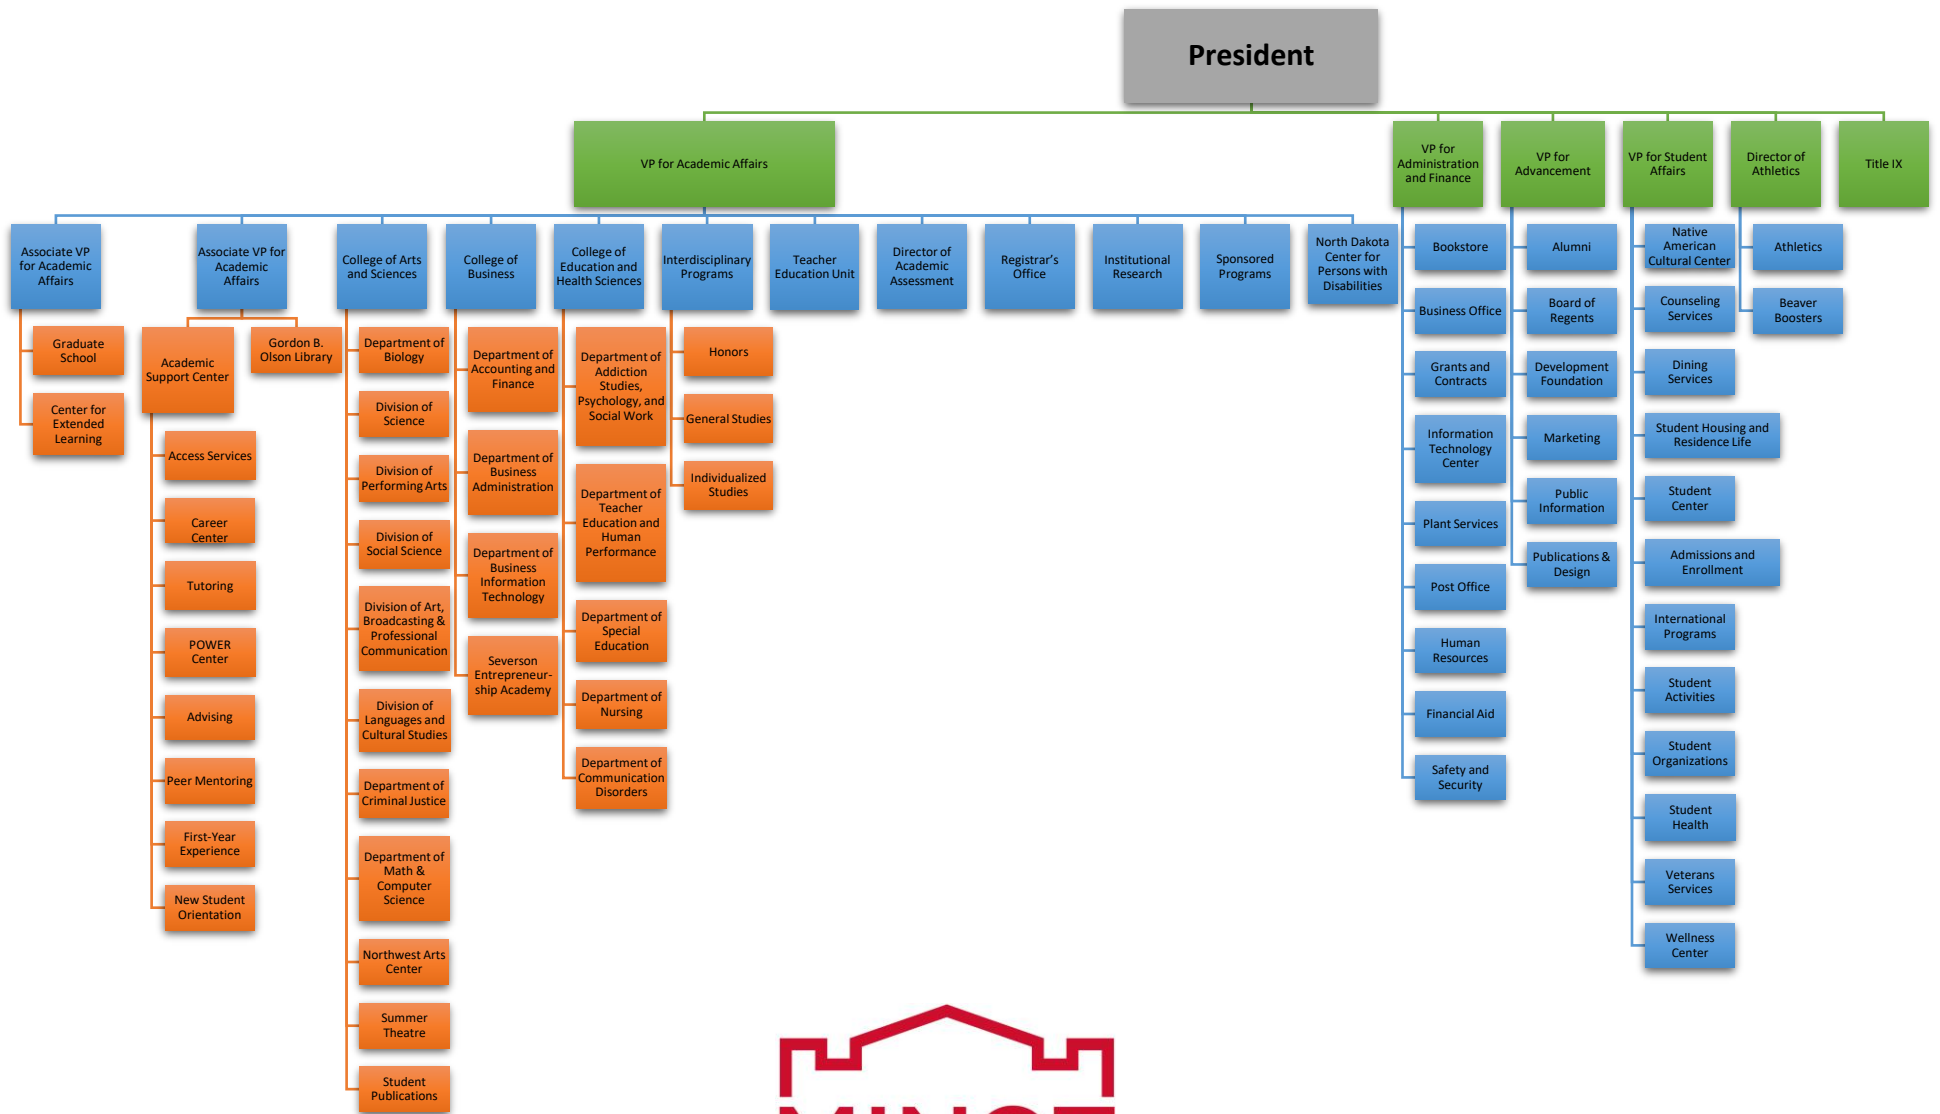 President
VP for Academic Affairs
VP for
Administration
and Finance
VP for
Advancement
VP for Student
Affairs
Director of
Athletics
Title IX
Associate VP
for Academic
Affairs
Associate VP for
Academic
Affairs
College of Arts
and Sciences
College of
Business
College of
Education and
Health Sciences
Interdisciplinary
Programs
Teacher
Education Unit
Director of
Academic
Assessment
Registrar's
Office
Institutional
Research
Sponsored
Programs
North Dakota
Center for
Persons with
Disabilities
Graduate
School
Center for
Extended
Learning
Academic
Support Center
Gordon B.
Olson Library
Access Services
Career
Center
Tutoring
POWER
Center
Advising
Peer Mentoring
First-Year
Experience
New Student
Orientation
Department of
Biology
Division of
Science
Division of
Performing Arts
Division of
Social Science
Division of Art,
Broadcasting &
Professional
Communication
Division of
Languages and
Cultural Studies
Department of
Criminal Justice
Department of
Math &
Computer
Science
Northwest Arts
Center
Summer
Theatre
Student
Publications
Department of
Accounting and
Finance
Department of
Business
Administration
Department of
Business
Information
Technology
Severson
Entrepreneur-
ship Academy
Department of
Addiction
Studies,
Psychology, and
Social Work
Department of
Teacher
Education and
Human
Performance
Department of
Special
Education
Department of
Nursing
Department of
Communication
Disorders
Honors
General Studies
Individualized
Studies
Bookstore
Business Office
Grants and
Contracts
Information
Technology
Center
Plant Services
Post Office
Human
Resources
Financial Aid
Safety and
Security
Alumni
Board of
Regents
Development
Foundation
Marketing
Public
Information
Publications &
Design
Native
American
Cultural Center
Counseling
Services
Dining
Services
Student Housing and
Residence Life
Student
Center
Admissions and
Enrollment
International
Programs
Student
Activities
Student
Organizations
Student
Health
Veterans
Services
Wellness
Center
Athletics
Beaver
Boosters
MINOT